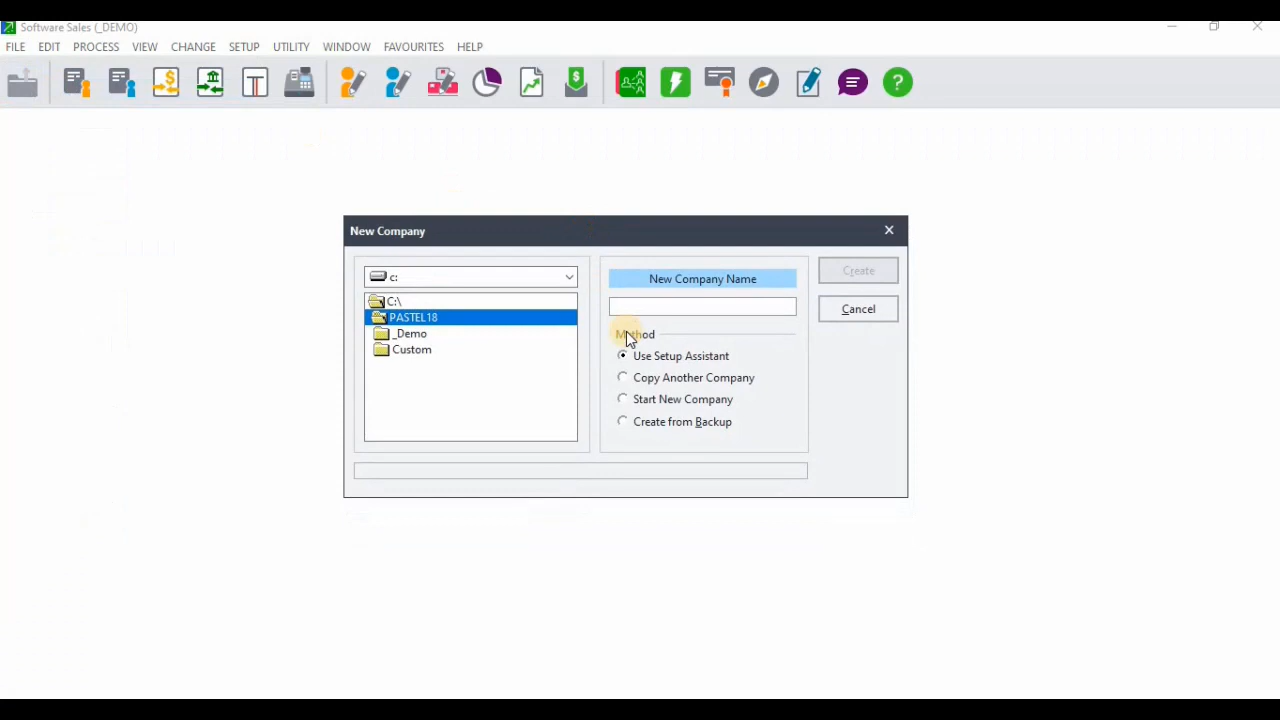 Software Sales (_DEMO)
FILE EDIT PROCESS VIEW CHANGE SETUP UTILITY WINDOW FAVOURITES HELP
New Company
c:
C:\
PASTEL18
_Demo
Custom
New Company Name
Method
Use Setup Assistant
Copy Another Company
Start New Company
Create from Backup
Create
Cancel